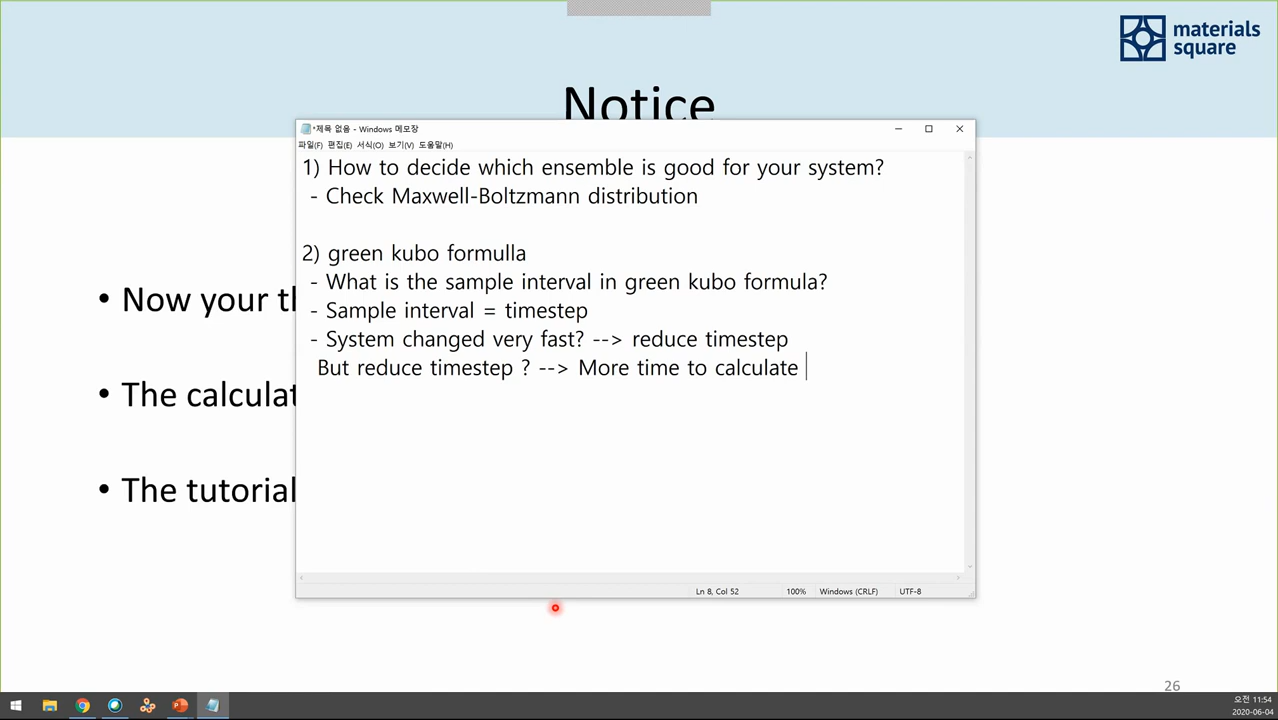 materials
square
Notice
*제목 없음 - Windows 메모장
파일(F) 편집(E) 서식(O) 보기(V) 도움말(H)
1) How to decide which ensemble is good for your system?
- Check Maxwell-Boltzmann distribution
2) green kubo formulla
- What is the sample interval in green kubo formula?
- Sample interval = timestep
- System changed very fast? --> reduce timestep
But reduce timestep ? --> More time to calculate
• Now your th
• The calculat
• The tutorial
Ln 8, Col 52 100% Windows (CRLF) UTF-8
26
오전 11:54
2020-06-04